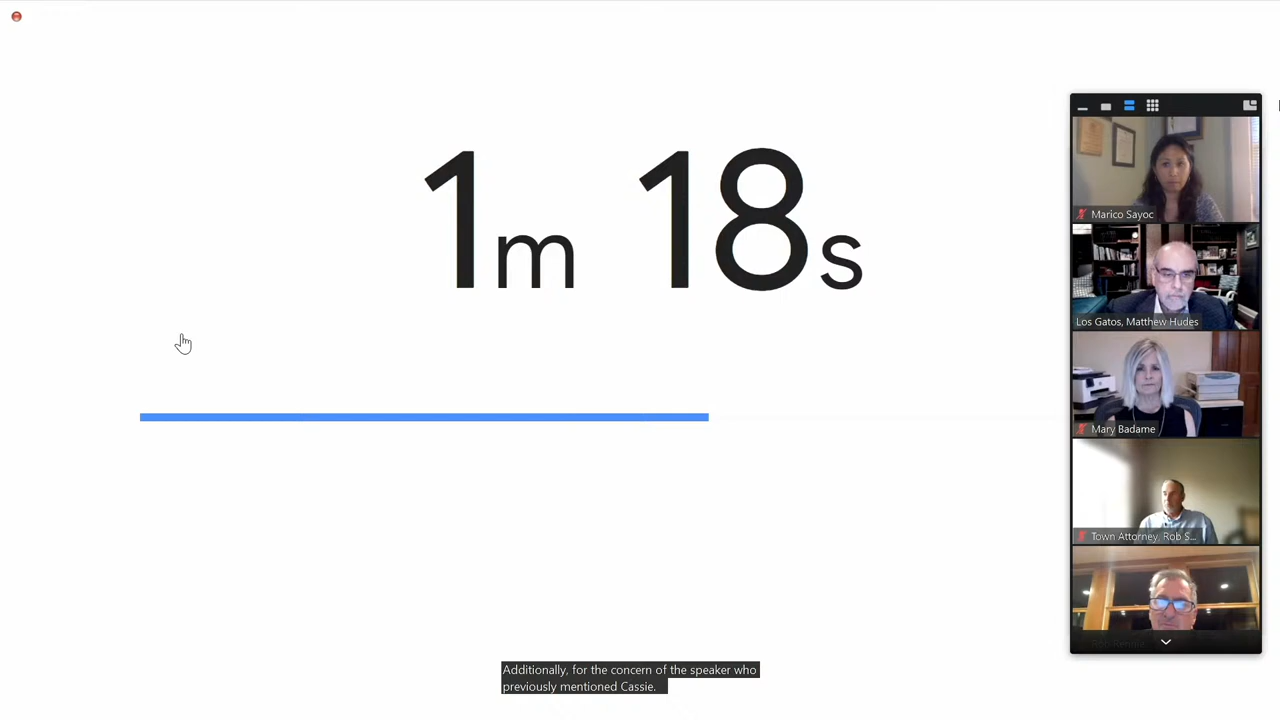 1m 18s
Marico Sayoc
Los Gatos, Matthew Hudes
Mary Badame
Town Attorney, Rob S...
Additionally, for the concern of the speaker who
previously mentioned Cassie.